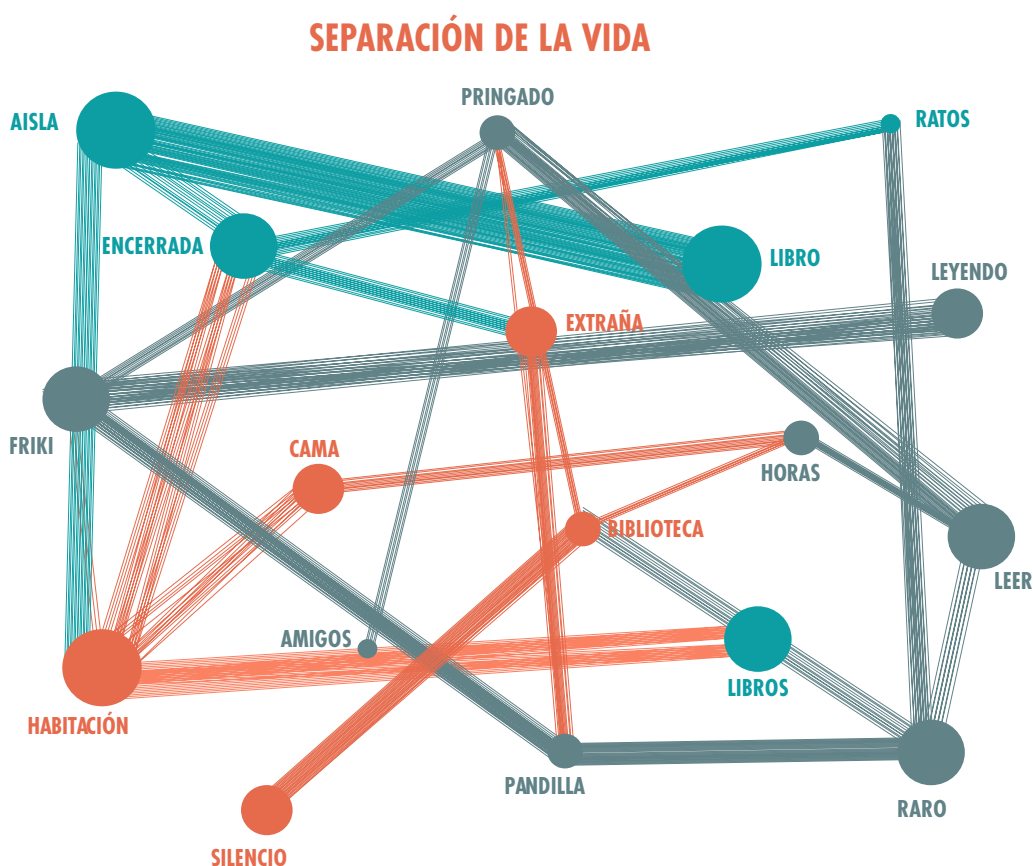 SEPARACIÓN DE LA VIDA
PRINGADO
AISLA
RATOS
ENCERRADA
LIBRO
LEYENDO
EXTRAÑA
FRIKI
CAMA
HORAS
BIBLIOTECA
LEER
AMIGOS
LIBROS
HABITACIÓN
PANDILLA
RARO
SILENCIO